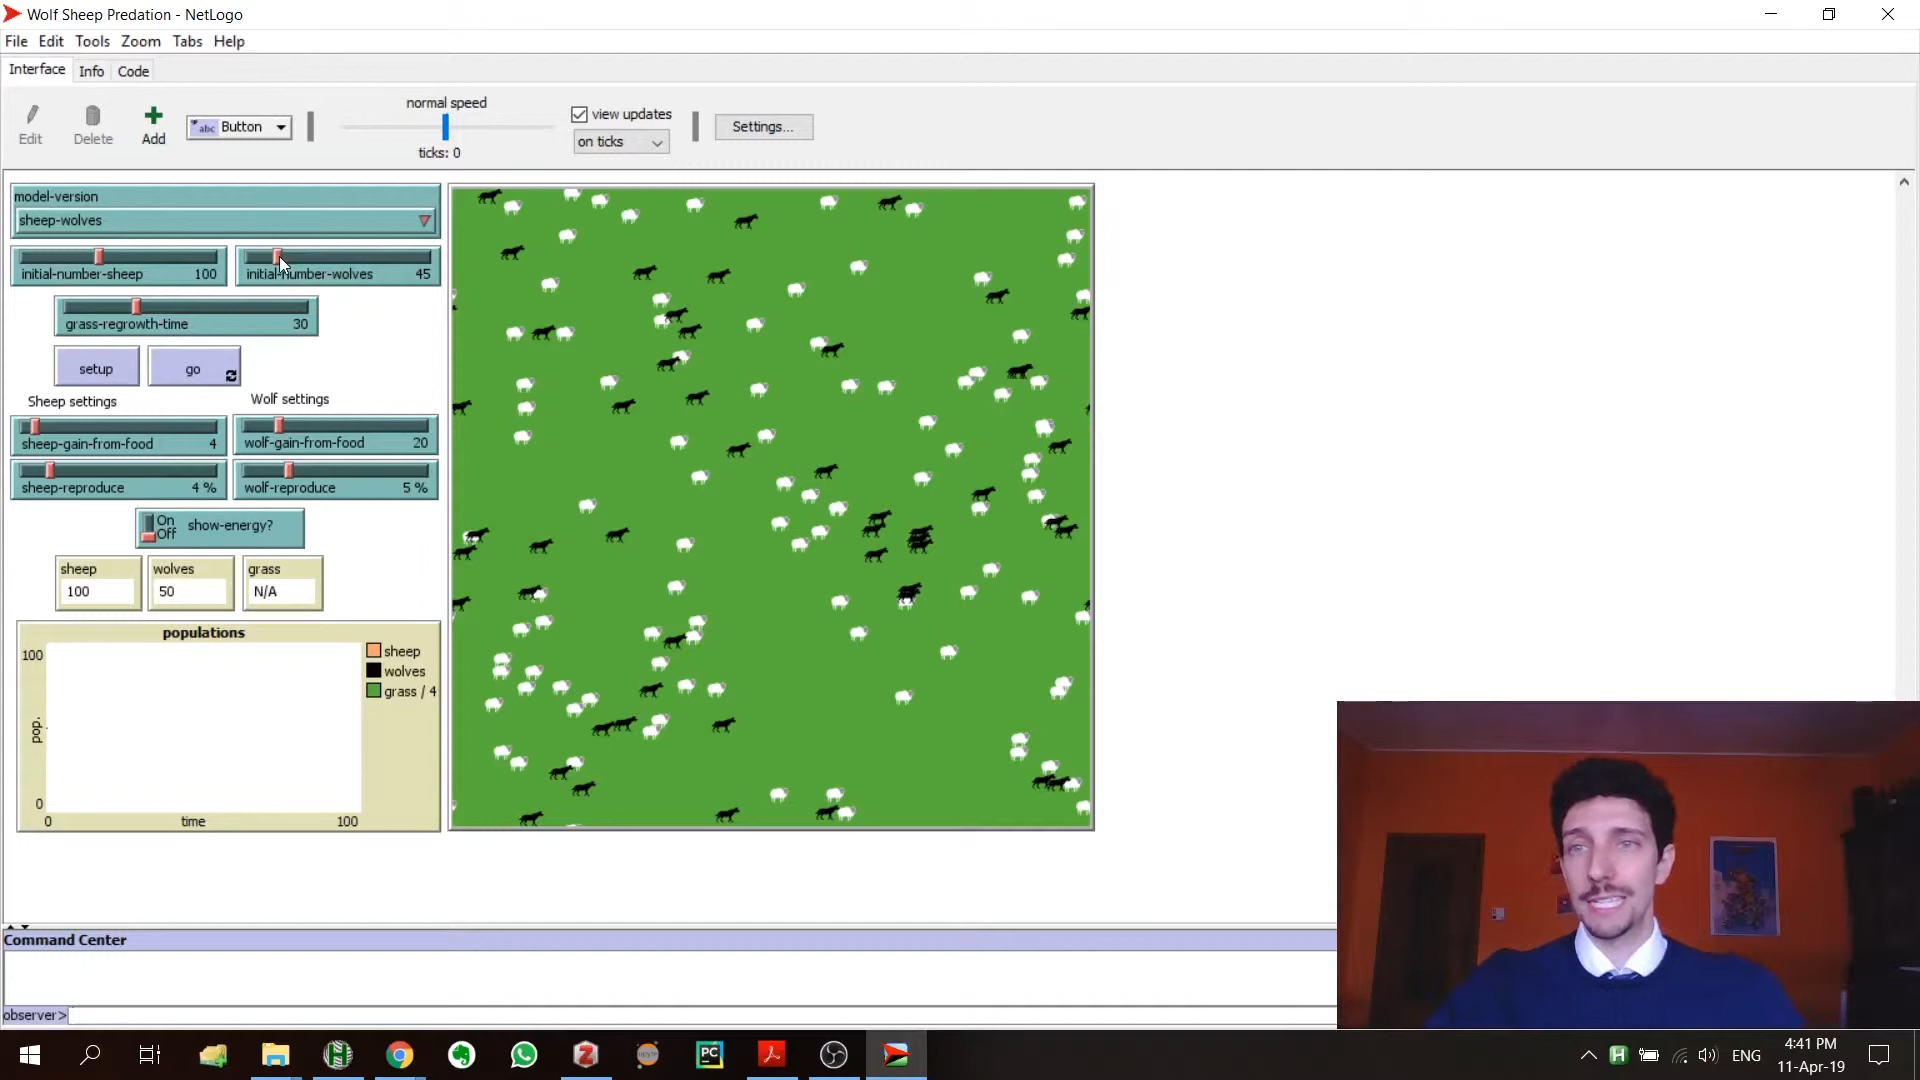 Wolf Sheep Predation - NetLogo
File Edit Tools Zoom Tabs Help
Interface Info Code
Edit Delete Add
abc Button
normal speed
ticks: 0
view updates
on ticks
Settings...
model-version
sheep-wolves
initial-number-sheep 100
initial-number-wolves 45
grass-regrowth-time 30
setup go
Sheep settings Wolf settings
sheep-gain-from-food 4
wolf-gain-from-food 20
sheep-reproduce 4 %
wolf-reproduce 5 %
On
Off
show-energy?
sheep wolves grass
100 50 N/A
populations
100
pop.
0
0 time 100
sheep
wolves
grass / 4
Command Center
observer>
H
Z
jupyter
PC
H
ENG
4:41 PM
11-Apr-19